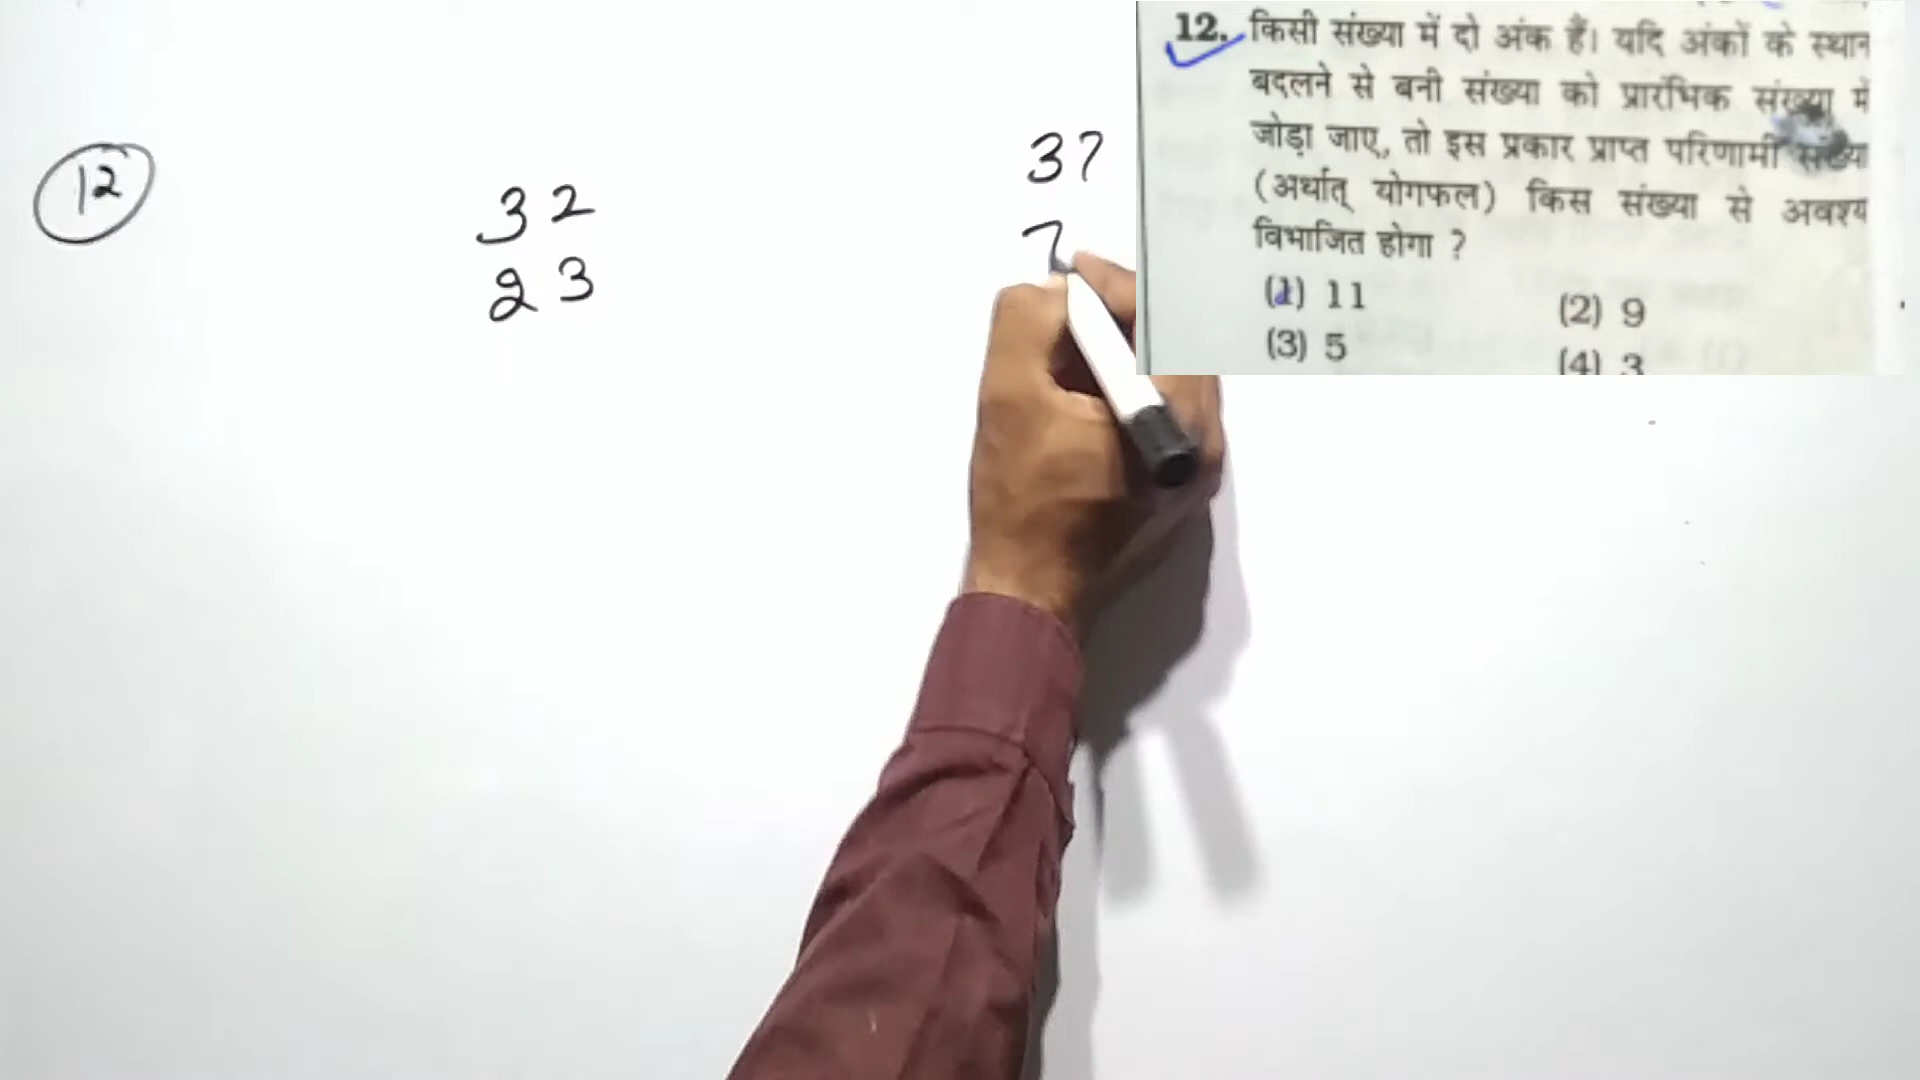 12
32
23
37
7
12. किसी संख्या में दो अंक हैं। यदि अंकों के स्थान
बदलने से बनी संख्या को प्रारंभिक संख्या में
जोड़ा जाए, तो इस प्रकार प्राप्त परिणामी संख्या
(अर्थात् योगफल) किस संख्या से अवश्य
विभाजित होगा ?
(1) 11 (2) 9
(3) 5 (4) 3